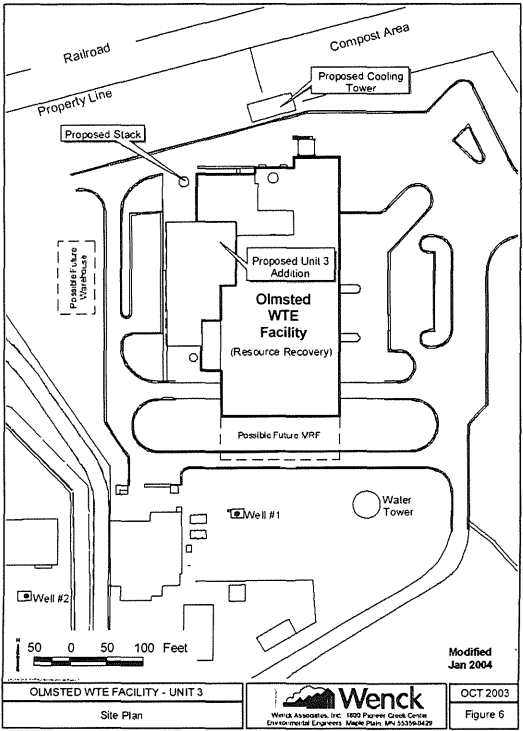 Railroad
Compost Area
Proposed Cooling
Tower
Property Line
Proposed Stack
Possible Future
Warehouse
Proposed Unit 3
Addition
Olmsted
WTE
Facility
(Resource Recovery)
Possible Future MRF
Well #1
Water
Tower
Well #2
N
50 0 50 100 Feet
Modified
Jan 2004
OLMSTED WTE FACILITY - UNIT 3
Site Plan
Wenck
Wenck Associates, Inc. 1800 Pioneer Creek Center
Environmental Engineers Maple Plain, MN 55359-0429
OCT 2003
Figure 6